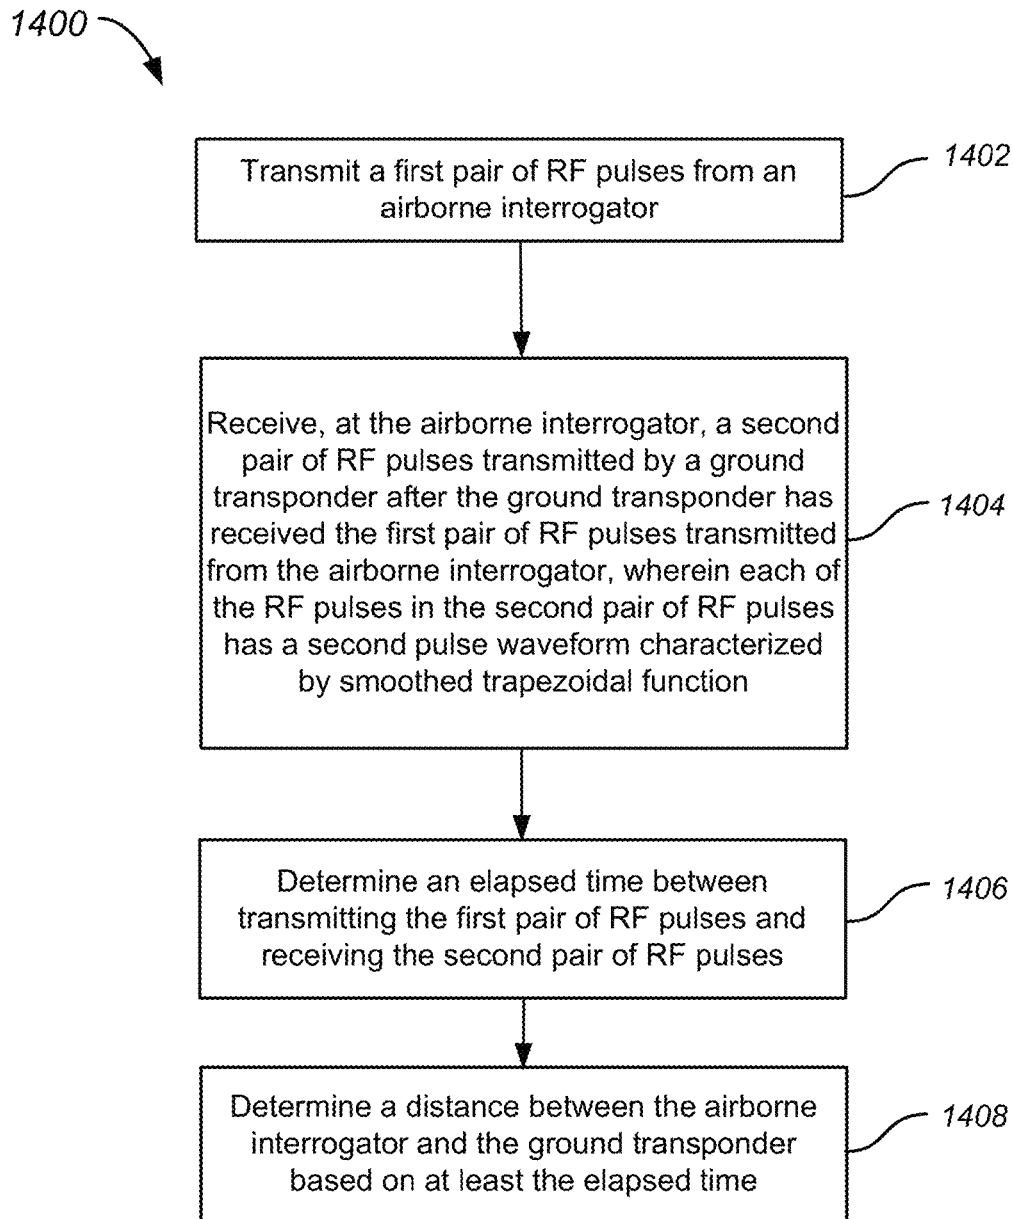 1400
Transmit a first pair of RF pulses from an
airborne interrogator
1402
Receive, at the airborne interrogator, a second
pair of RF pulses transmitted by a ground
transponder after the ground transponder has
received the first pair of RF pulses transmitted
from the airborne interrogator, wherein each of
the RF pulses in the second pair of RF pulses
has a second pulse waveform characterized
by smoothed trapezoidal function
1404
Determine an elapsed time between
transmitting the first pair of RF pulses and
receiving the second pair of RF pulses
1406
Determine a distance between the airborne
interrogator and the ground transponder
based on at least the elapsed time
1408